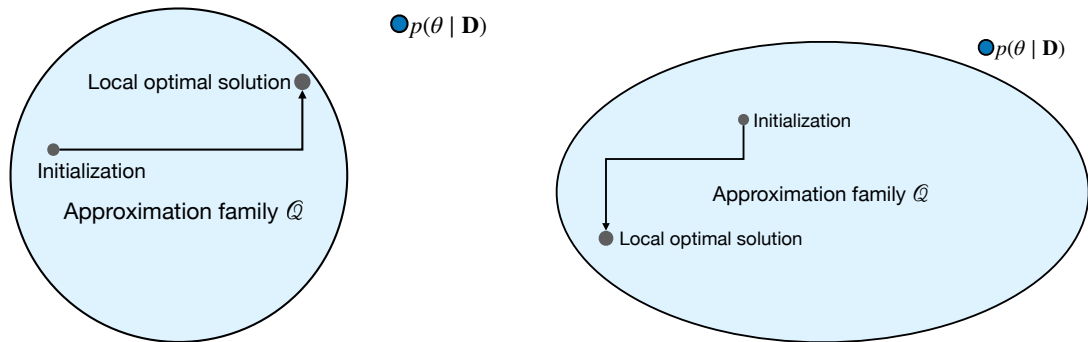 p(θ | D)
Local optimal solution
Initialization
Approximation family 𝒬
p(θ | D)
Initialization
Approximation family 𝒬
Local optimal solution